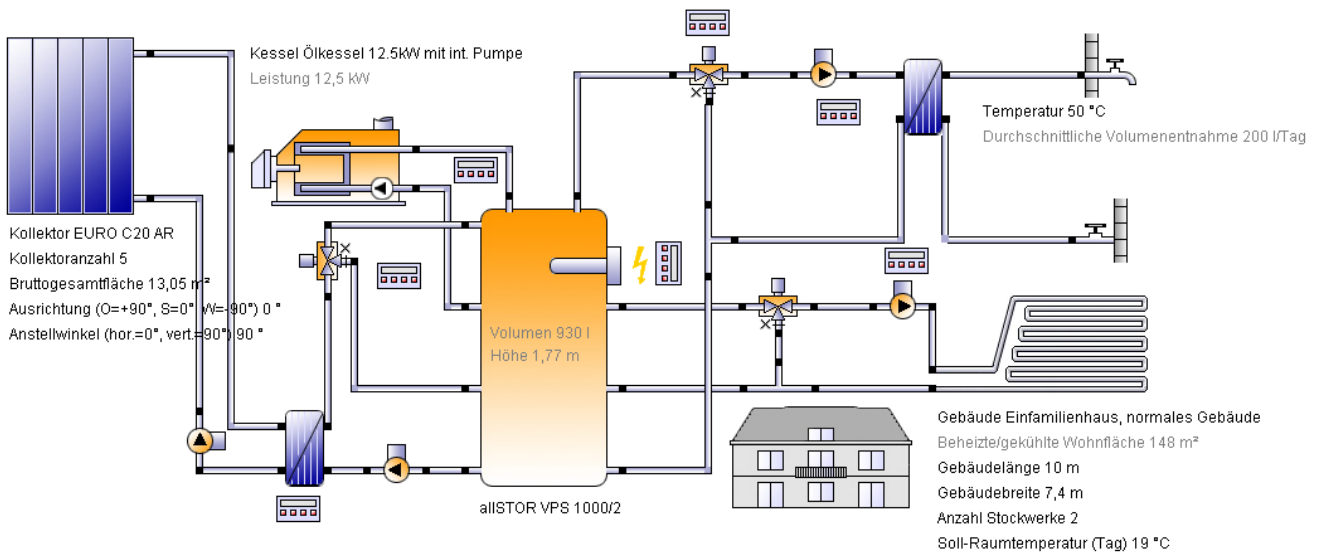 Kessel Ölkessel 12.5kW mit int. Pumpe
Leistung 12,5 kW
Temperatur 50 °C
Durchschnittliche Volumenentnahme 200 l/Tag
Kollektor EURO C20 AR
Kollektoranzahl 5
Bruttogesamtfläche 13,05 m²
Ausrichtung (O=+90°, S=0°, W=-90°) 0 °
Anstellwinkel (hor.=0°, vert.=90°) 90 °
Volumen 930 l
Höhe 1,77 m
allSTOR VPS 1000/2
Gebäude Einfamilienhaus, normales Gebäude
Beheizte/gekühlte Wohnfläche 148 m²
Gebäudelänge 10 m
Gebäudebreite 7,4 m
Anzahl Stockwerke 2
Soll-Raumtemperatur (Tag) 19 °C